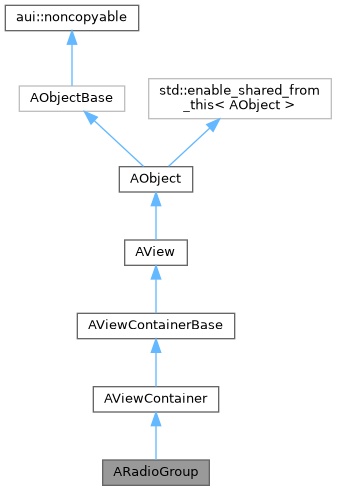 aui::noncopyable
AObjectBase
std::enable_shared_from
_this< AObject >
AObject
AView
AViewContainerBase
AViewContainer
ARadioGroup